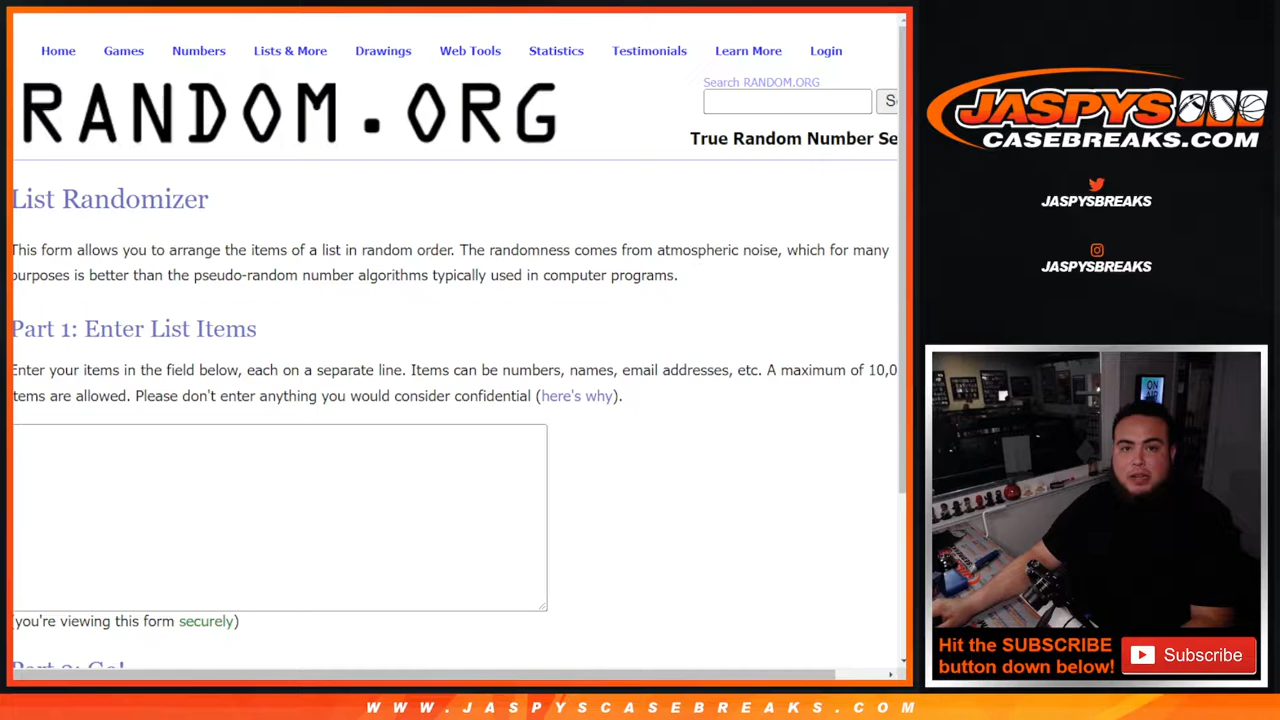 Home Games Numbers Lists & More Drawings Web Tools Statistics Testimonials Learn More Login
RANDOM.ORG
Search RANDOM.ORG
S
True Random Number Se
List Randomizer
This form allows you to arrange the items of a list in random order. The randomness comes from atmospheric noise, which for many
purposes is better than the pseudo-random number algorithms typically used in computer programs.
Part 1: Enter List Items
Enter your items in the field below, each on a separate line. Items can be numbers, names, email addresses, etc. A maximum of 10,0
items are allowed. Please don't enter anything you would consider confidential (here's why).
(you're viewing this form securely)
Part 2: Go!
JASPYS
CASEBREAKS.COM
JASPYSBREAKS
JASPYSBREAKS
ON
AIR
Hit the SUBSCRIBE
button down below!
Subscribe
WWW.JASPYSCASEBREAKS.COM